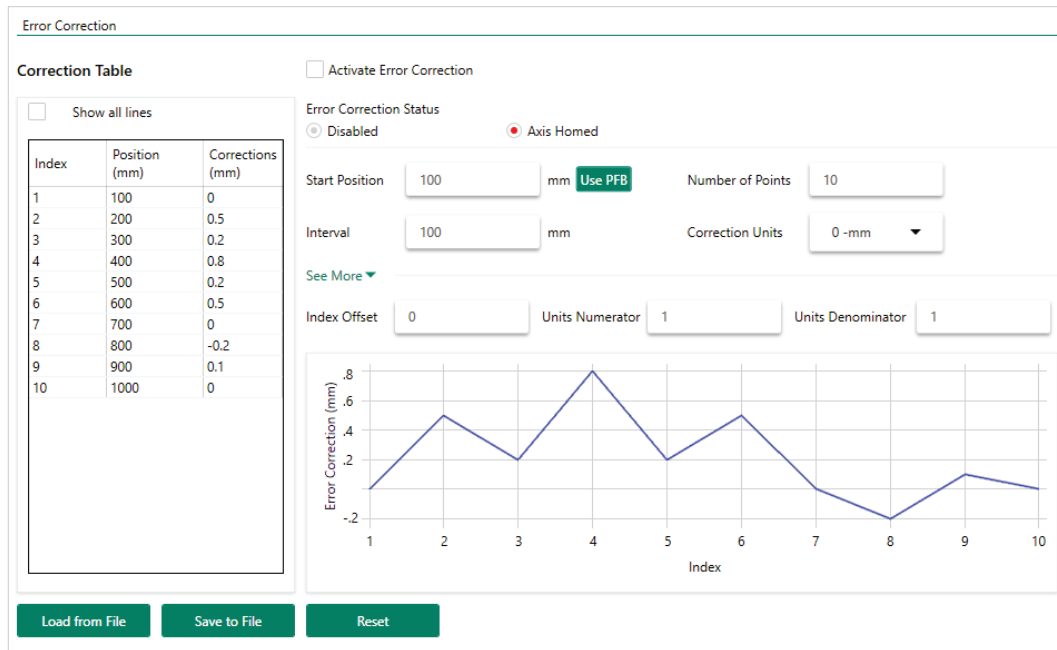 Error Correction
Correction Table
Show all lines
Index Position (mm) Corrections (mm)
1 100 0
2 200 0.5
3 300 0.2
4 400 0.8
5 500 0.2
6 600 0.5
7 700 0
8 800 -0.2
9 900 0.1
10 1000 0
Activate Error Correction
Error Correction Status
Disabled Axis Homed
Start Position 100 mm Use PFB Number of Points 10
Interval 100 mm Correction Units 0 -mm
See More
Index Offset 0 Units Numerator 1 Units Denominator 1
Error Correction (mm)
.8
.6
.4
.2
-.2
1 2 3 4 5 6 7 8 9 10
Index
Load from File Save to File Reset